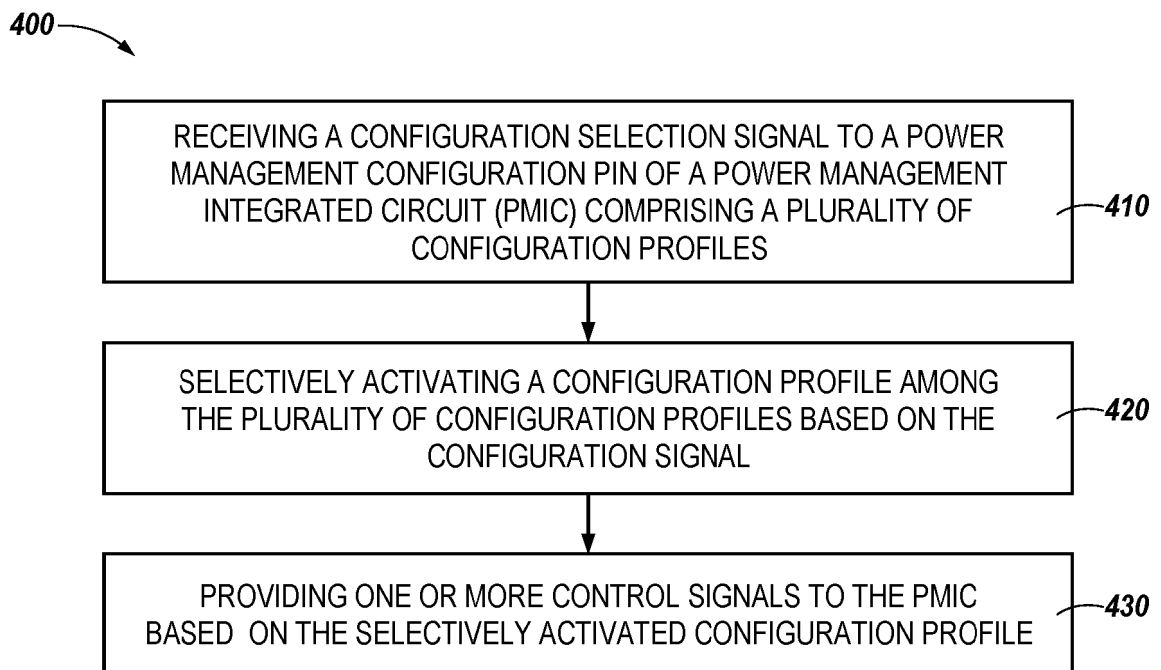 400
RECEIVING A CONFIGURATION SELECTION SIGNAL TO A POWER
MANAGEMENT CONFIGURATION PIN OF A POWER MANAGEMENT
INTEGRATED CIRCUIT (PMIC) COMPRISING A PLURALITY OF
CONFIGURATION PROFILES
410
SELECTIVELY ACTIVATING A CONFIGURATION PROFILE AMONG
THE PLURALITY OF CONFIGURATION PROFILES BASED ON THE
CONFIGURATION SIGNAL
420
PROVIDING ONE OR MORE CONTROL SIGNALS TO THE PMIC
BASED ON THE SELECTIVELY ACTIVATED CONFIGURATION PROFILE
430